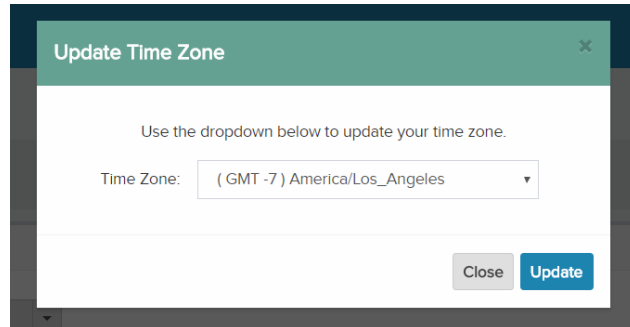 Update Time Zone
×
Use the dropdown below to update your time zone.
Time Zone: ( GMT -7 ) America/Los_Angeles
Close Update